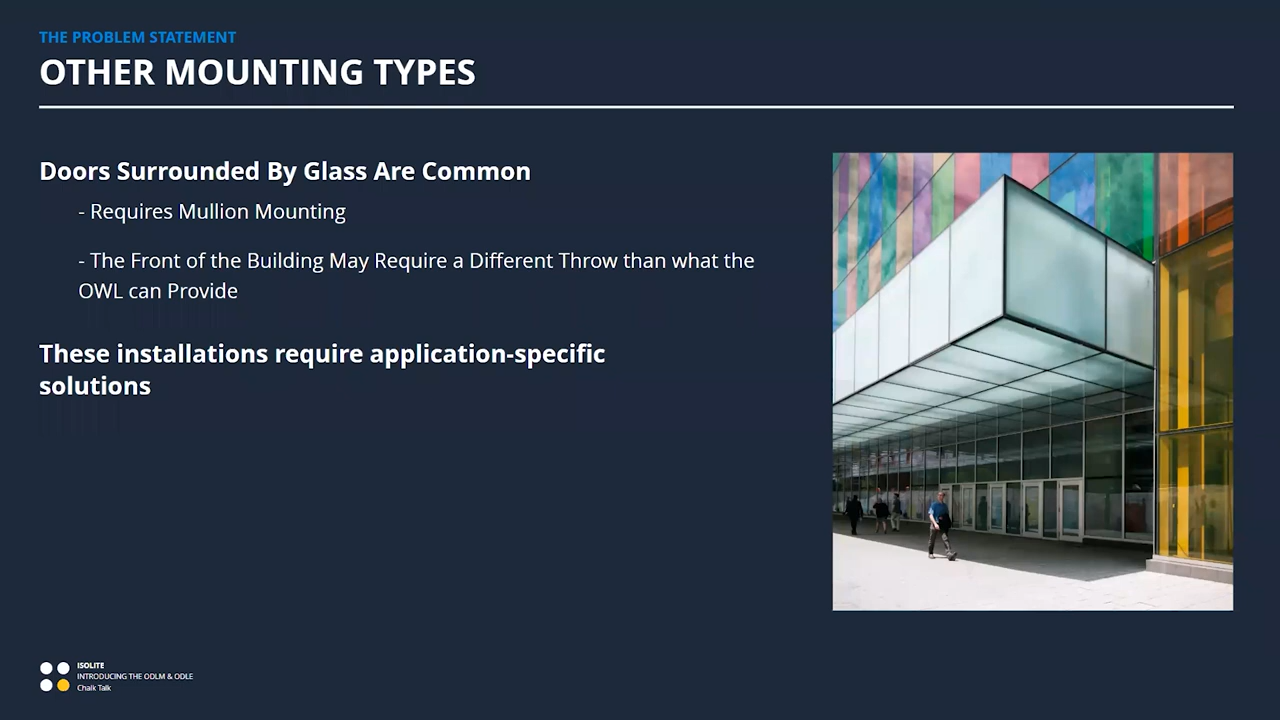 THE PROBLEM STATEMENT
OTHER MOUNTING TYPES
Doors Surrounded By Glass Are Common
- Requires Mullion Mounting
- The Front of the Building May Require a Different Throw than what the
OWL can Provide
These installations require application-specific
solutions
ISOLITE
INTRODUCING THE ODLM & ODLE
Chalk Talk